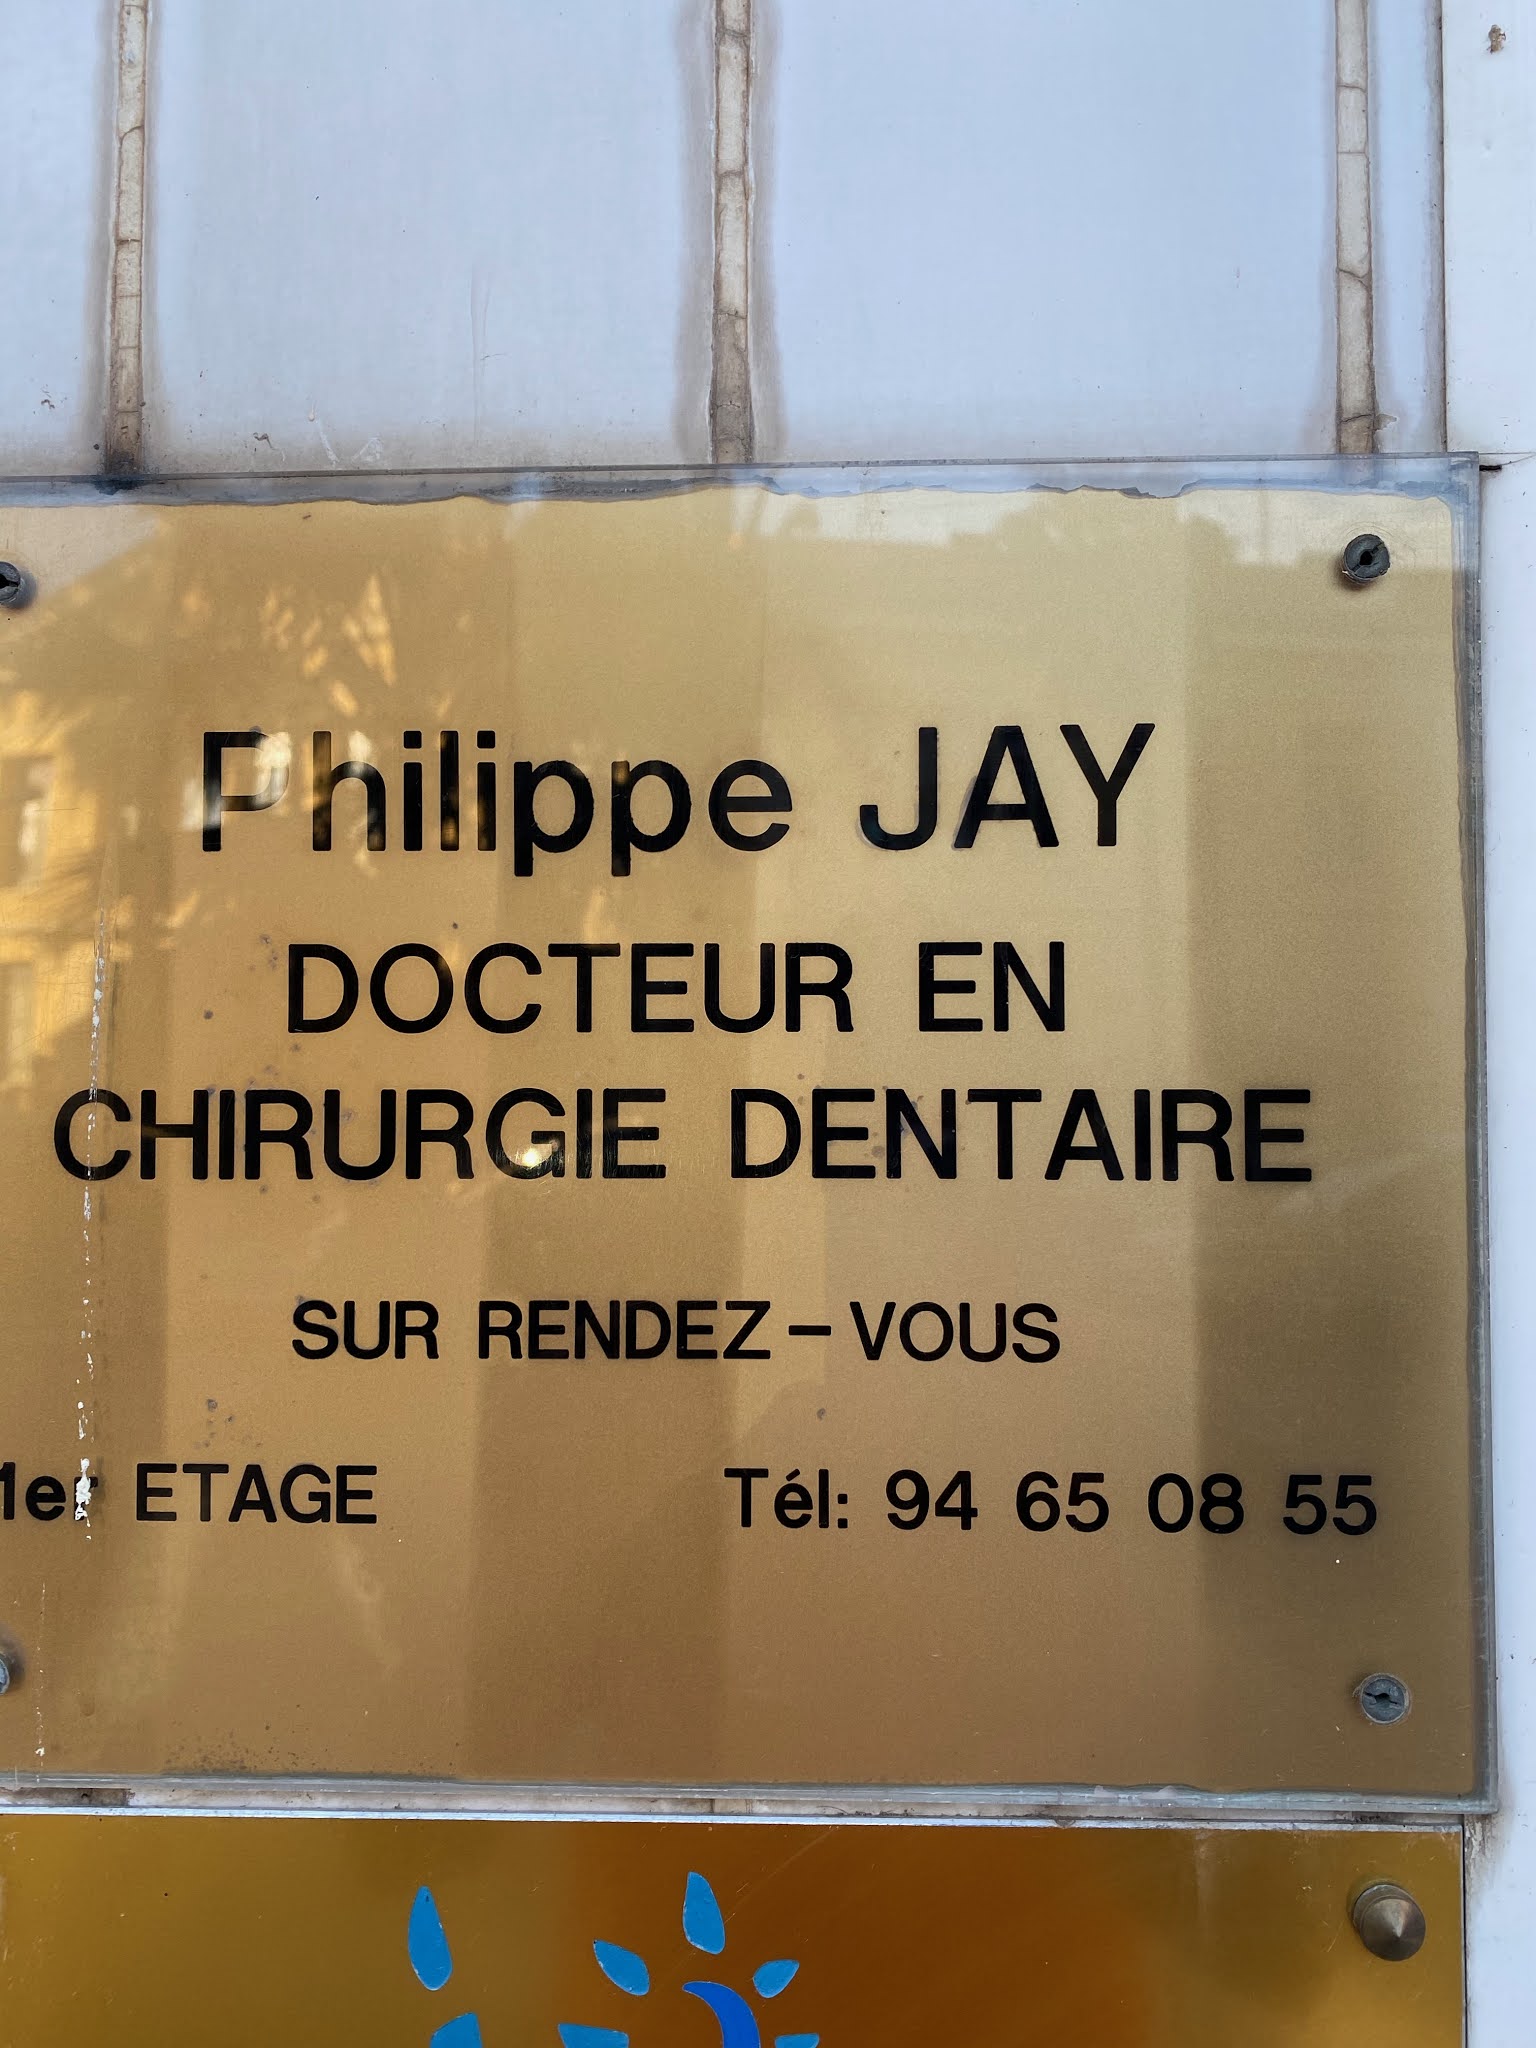 Philippe JAY
DOCTEUR EN
CHIRURGIE DENTAIRE
SUR RENDEZ-VOUS
1er ETAGE Tél: 94 65 08 55